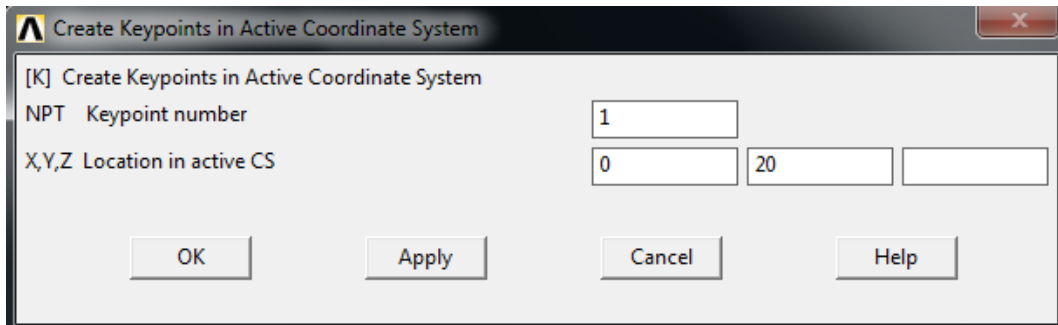 Create Keypoints in Active Coordinate System
[K] Create Keypoints in Active Coordinate System
NPT Keypoint number 1
X,Y,Z Location in active CS 0 20
OK Apply Cancel Help